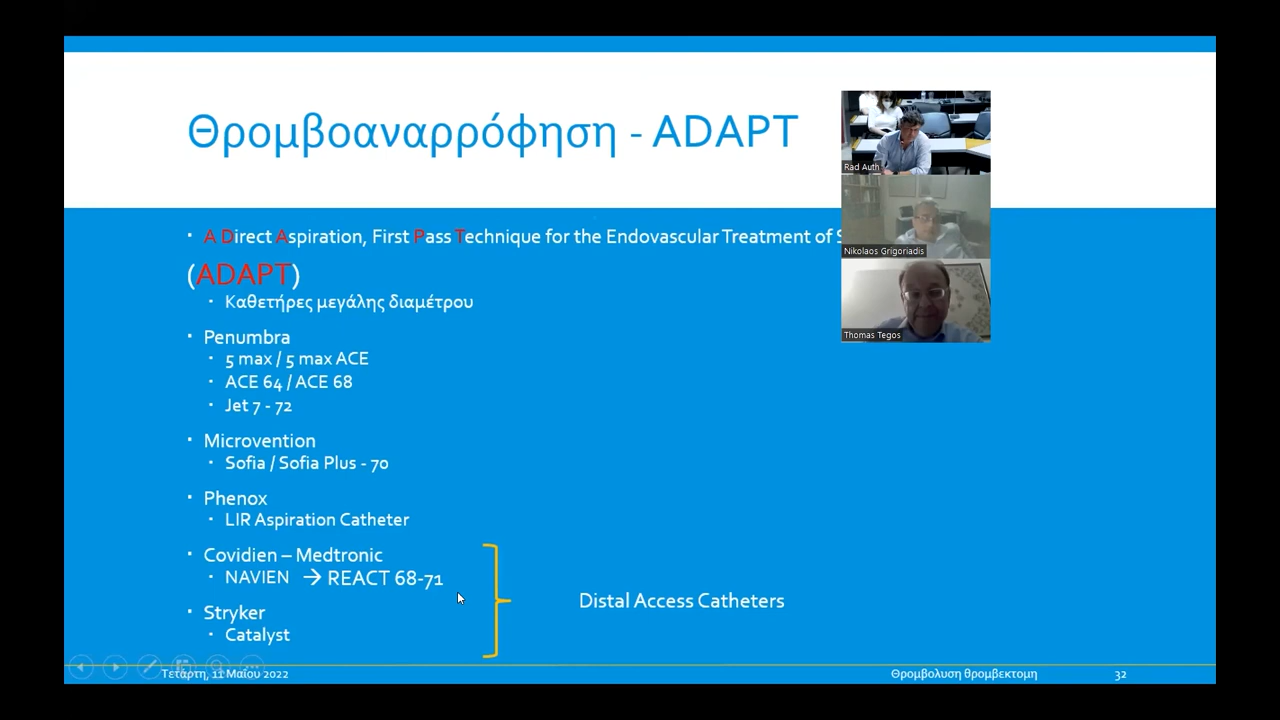 Θρομβοαναρρόφηση - ADAPT
Rad Auth
Nikolaos Grigoriadis
Thomas Tegos
A Direct Aspiration, First Pass Technique for the Endovascular Treatment of
(ADAPT)
Καθετήρες μεγάλης διαμέτρου
Penumbra
5 max / 5 max ACE
ACE 64 / ACE 68
Jet 7 - 72
Microvention
Sofia / Sofia Plus - 70
Phenox
LIR Aspiration Catheter
Covidien – Medtronic
NAVIEN → REACT 68-71
Stryker
Catalyst
Distal Access Catheters
Τετάρτη, 11 Μαΐου 2022
Θρομβολυση θρομβεκτομη
32